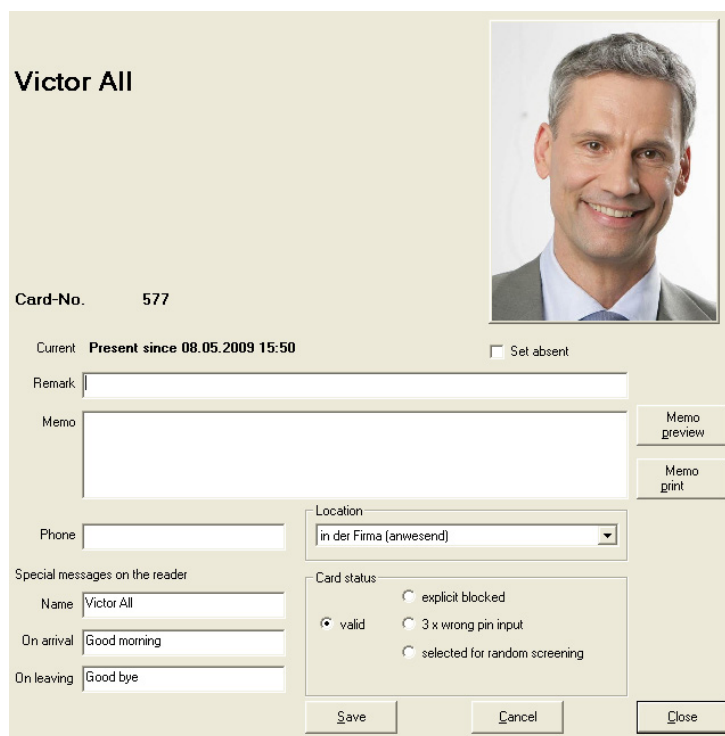 Victor All
Card-No. 577
Current Present since 08.05.2009 15:50
Set absent
Remark
Memo
Memo
preview
Memo
print
Phone
Location
in der Firma (anwesend)
Special messages on the reader
Name Victor All
On arrival Good morning
On leaving Good bye
Card status
valid
explicit blocked
3 x wrong pin input
selected for random screening
Save Cancel Close